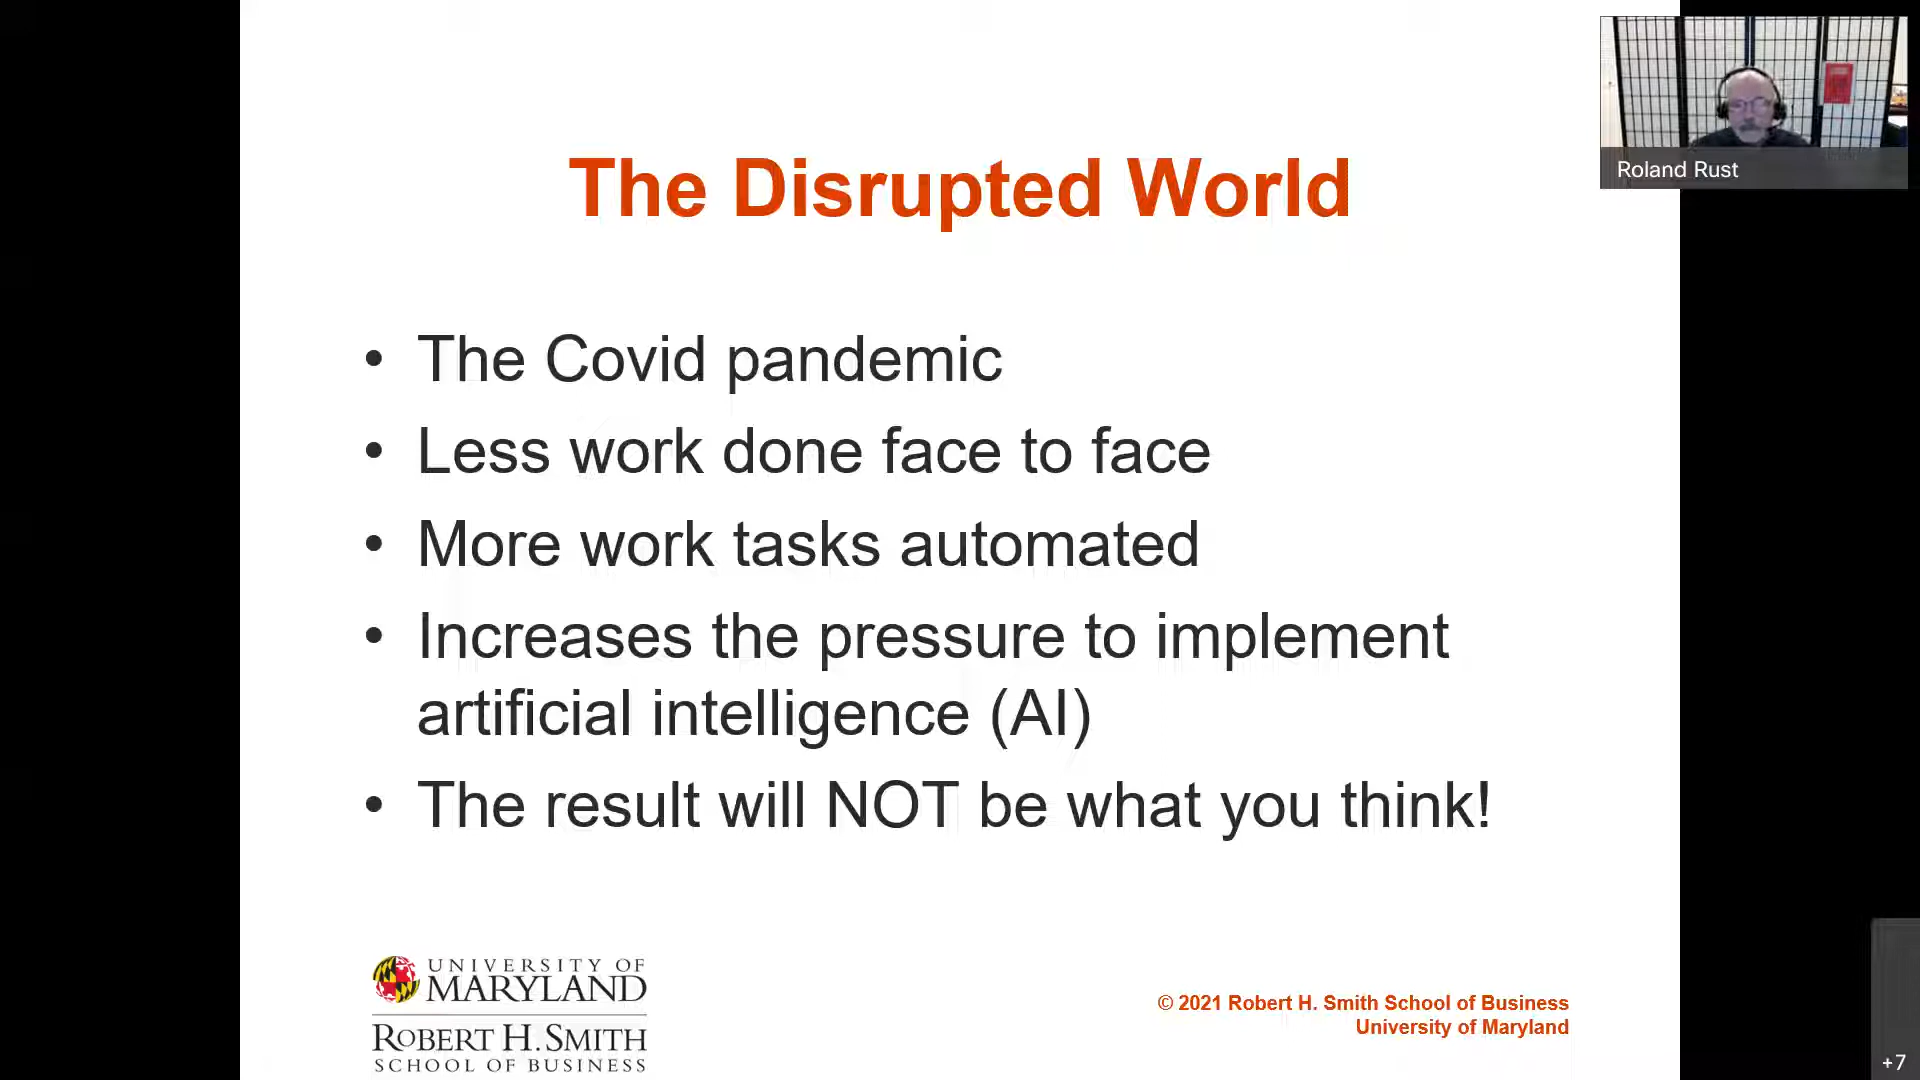 The Disrupted World
Roland Rust
• The Covid pandemic
• Less work done face to face
• More work tasks automated
• Increases the pressure to implement
artificial intelligence (AI)
• The result will NOT be what you think!
UNIVERSITY OF
MARYLAND
ROBERT H. SMITH
SCHOOL OF BUSINESS
© 2021 Robert H. Smith School of Business
University of Maryland
+7